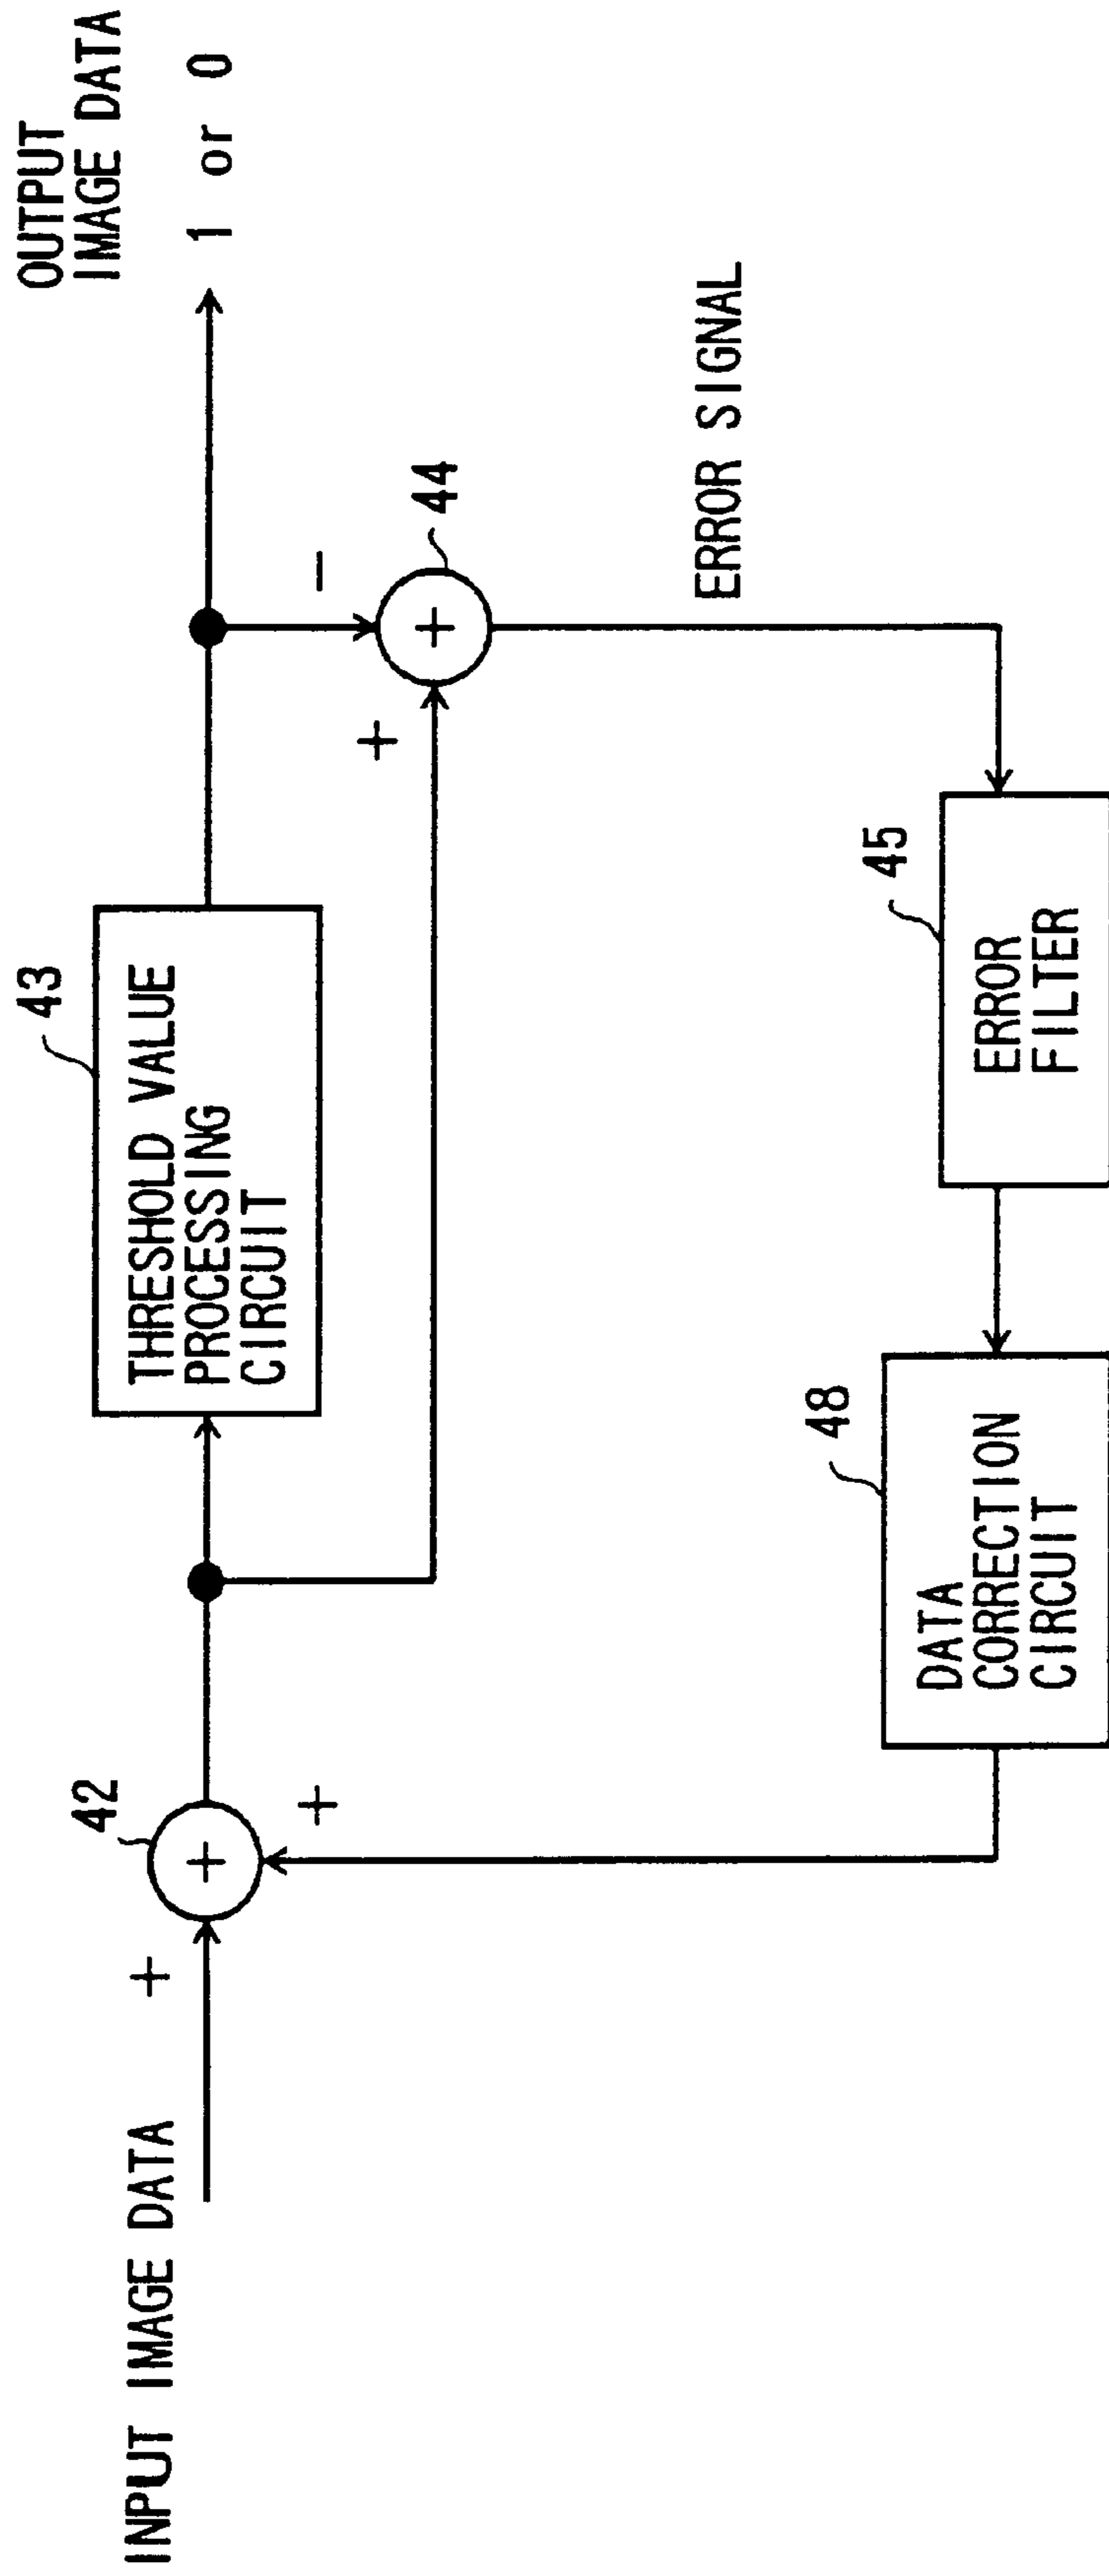 OUTPUT
IMAGE DATA
1 or 0
INPUT IMAGE DATA
+
42
+
+
43
THRESHOLD VALUE
PROCESSING
CIRCUIT
−
+
+
44
ERROR SIGNAL
45
ERROR
FILTER
48
DATA
CORRECTION
CIRCUIT